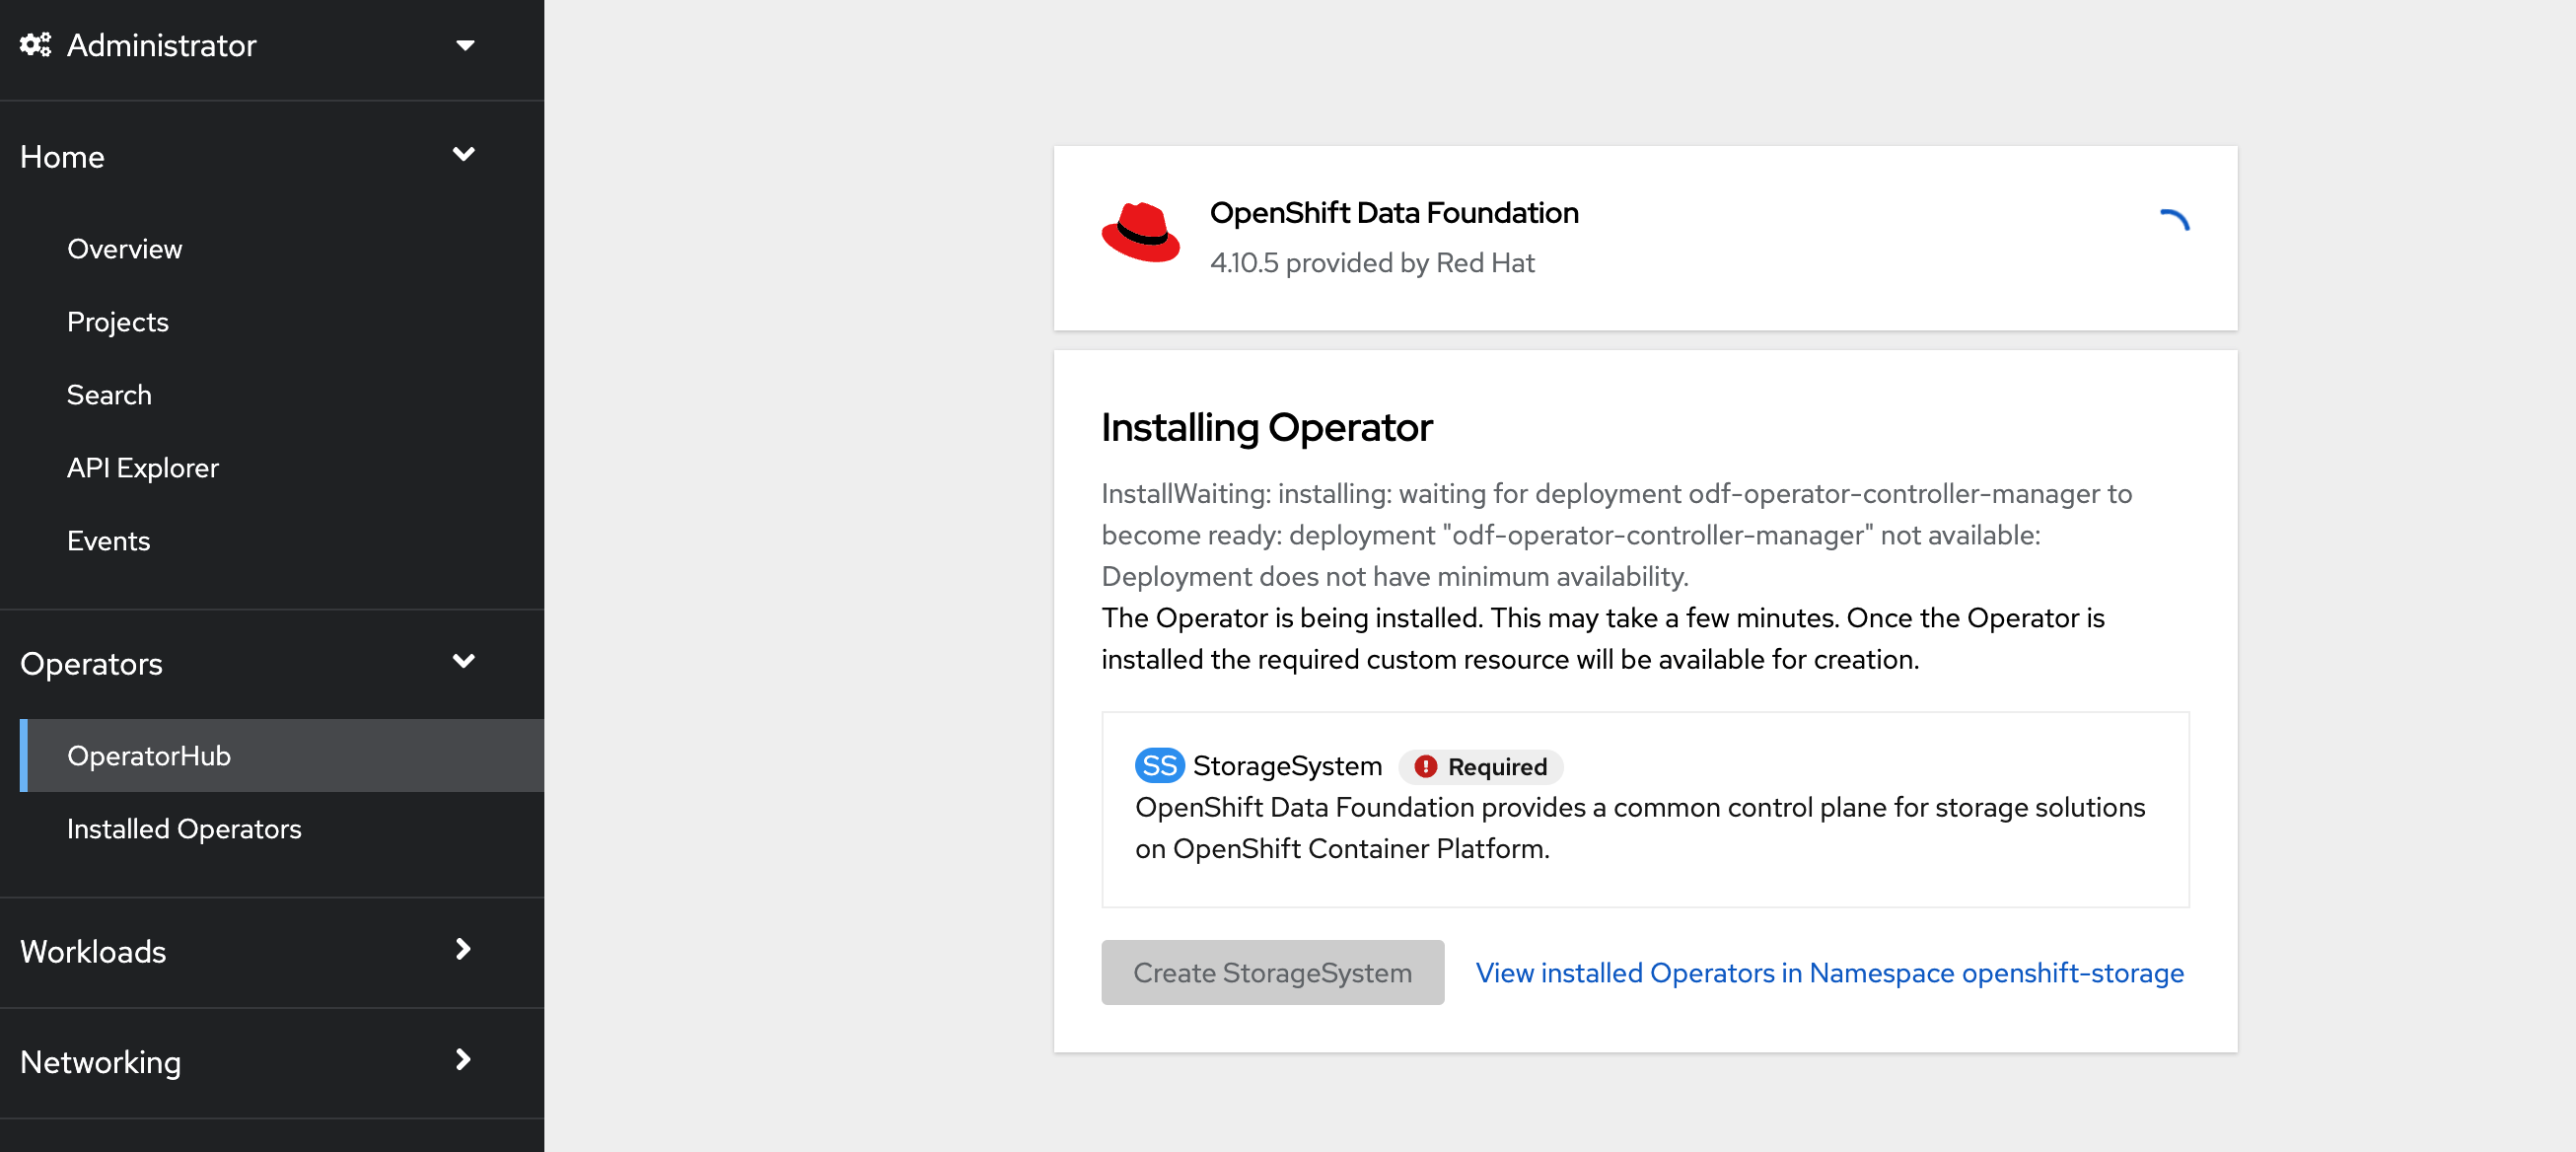 Administrator
Home
Overview
Projects
Search
API Explorer
Events
Operators
OperatorHub
Installed Operators
Workloads
Networking
OpenShift Data Foundation
4.10.5 provided by Red Hat
Installing Operator
InstallWaiting: installing: waiting for deployment odf-operator-controller-manager to
become ready: deployment "odf-operator-controller-manager" not available:
Deployment does not have minimum availability.
The Operator is being installed. This may take a few minutes. Once the Operator is
installed the required custom resource will be available for creation.
SS StorageSystem Required
OpenShift Data Foundation provides a common control plane for storage solutions
on OpenShift Container Platform.
Create StorageSystem View installed Operators in Namespace openshift-storage